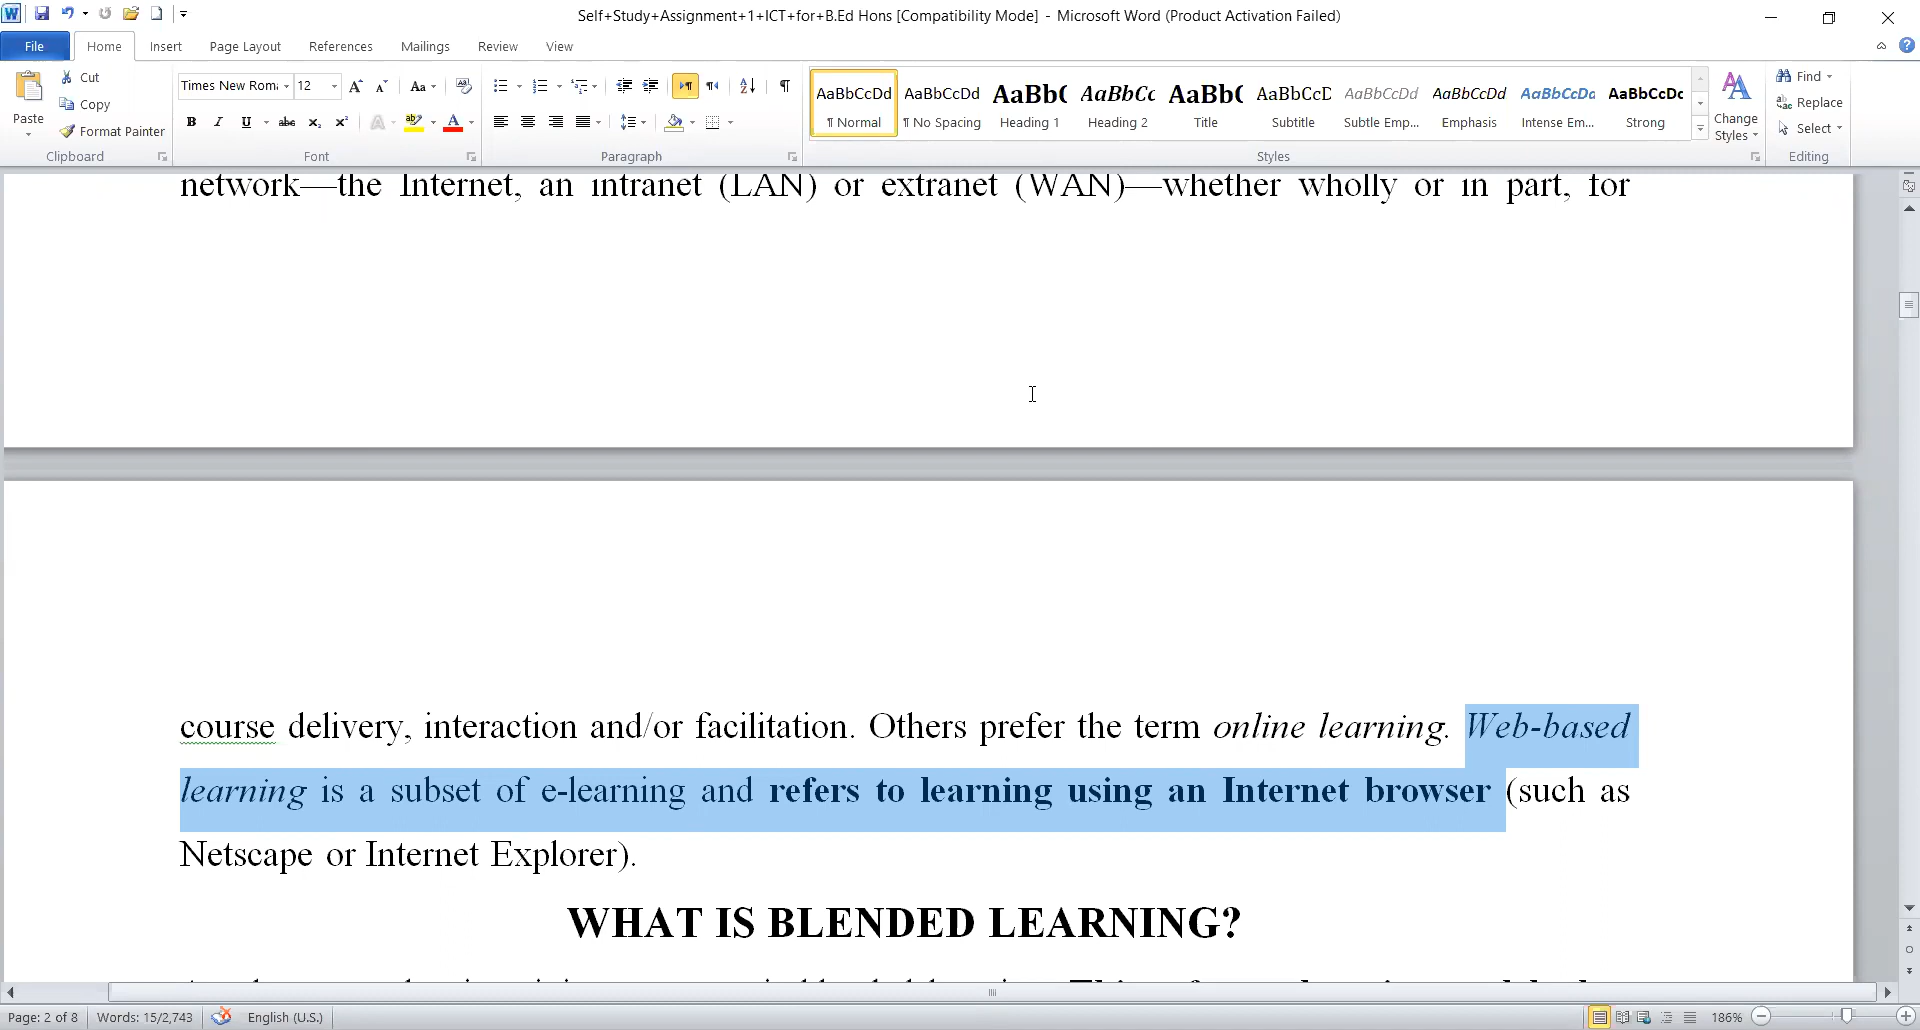 Self+Study+Assignment+1+ICT+for+B.Ed Hons [Compatibility Mode] - Microsoft Word (Product Activation Failed)
File Home Insert Page Layout References Mailings Review View
Paste
Cut
Copy
Format Painter
Clipboard
Times New Rom: 12
Font
Paragraph
AaBbCcDd AaBbCcDd AaBb( AaBbCc AaBb( AaBbCcD AaBbCcDd AaBbCcDd AaBbCcDc AaBbCcDc
¶ Normal ¶ No Spacing Heading 1 Heading 2 Title Subtitle Subtle Emp... Emphasis Intense Em... Strong
Styles
Change
Styles
Find
Replace
Select
Editing
network—the Internet, an intranet (LAN) or extranet (WAN)—whether wholly or in part, for
course delivery, interaction and/or facilitation. Others prefer the term online learning. Web-based
learning is a subset of e-learning and refers to learning using an Internet browser (such as
Netscape or Internet Explorer).
WHAT IS BLENDED LEARNING?
Page: 2 of 8 Words: 15/2,743 English (U.S.) 186%